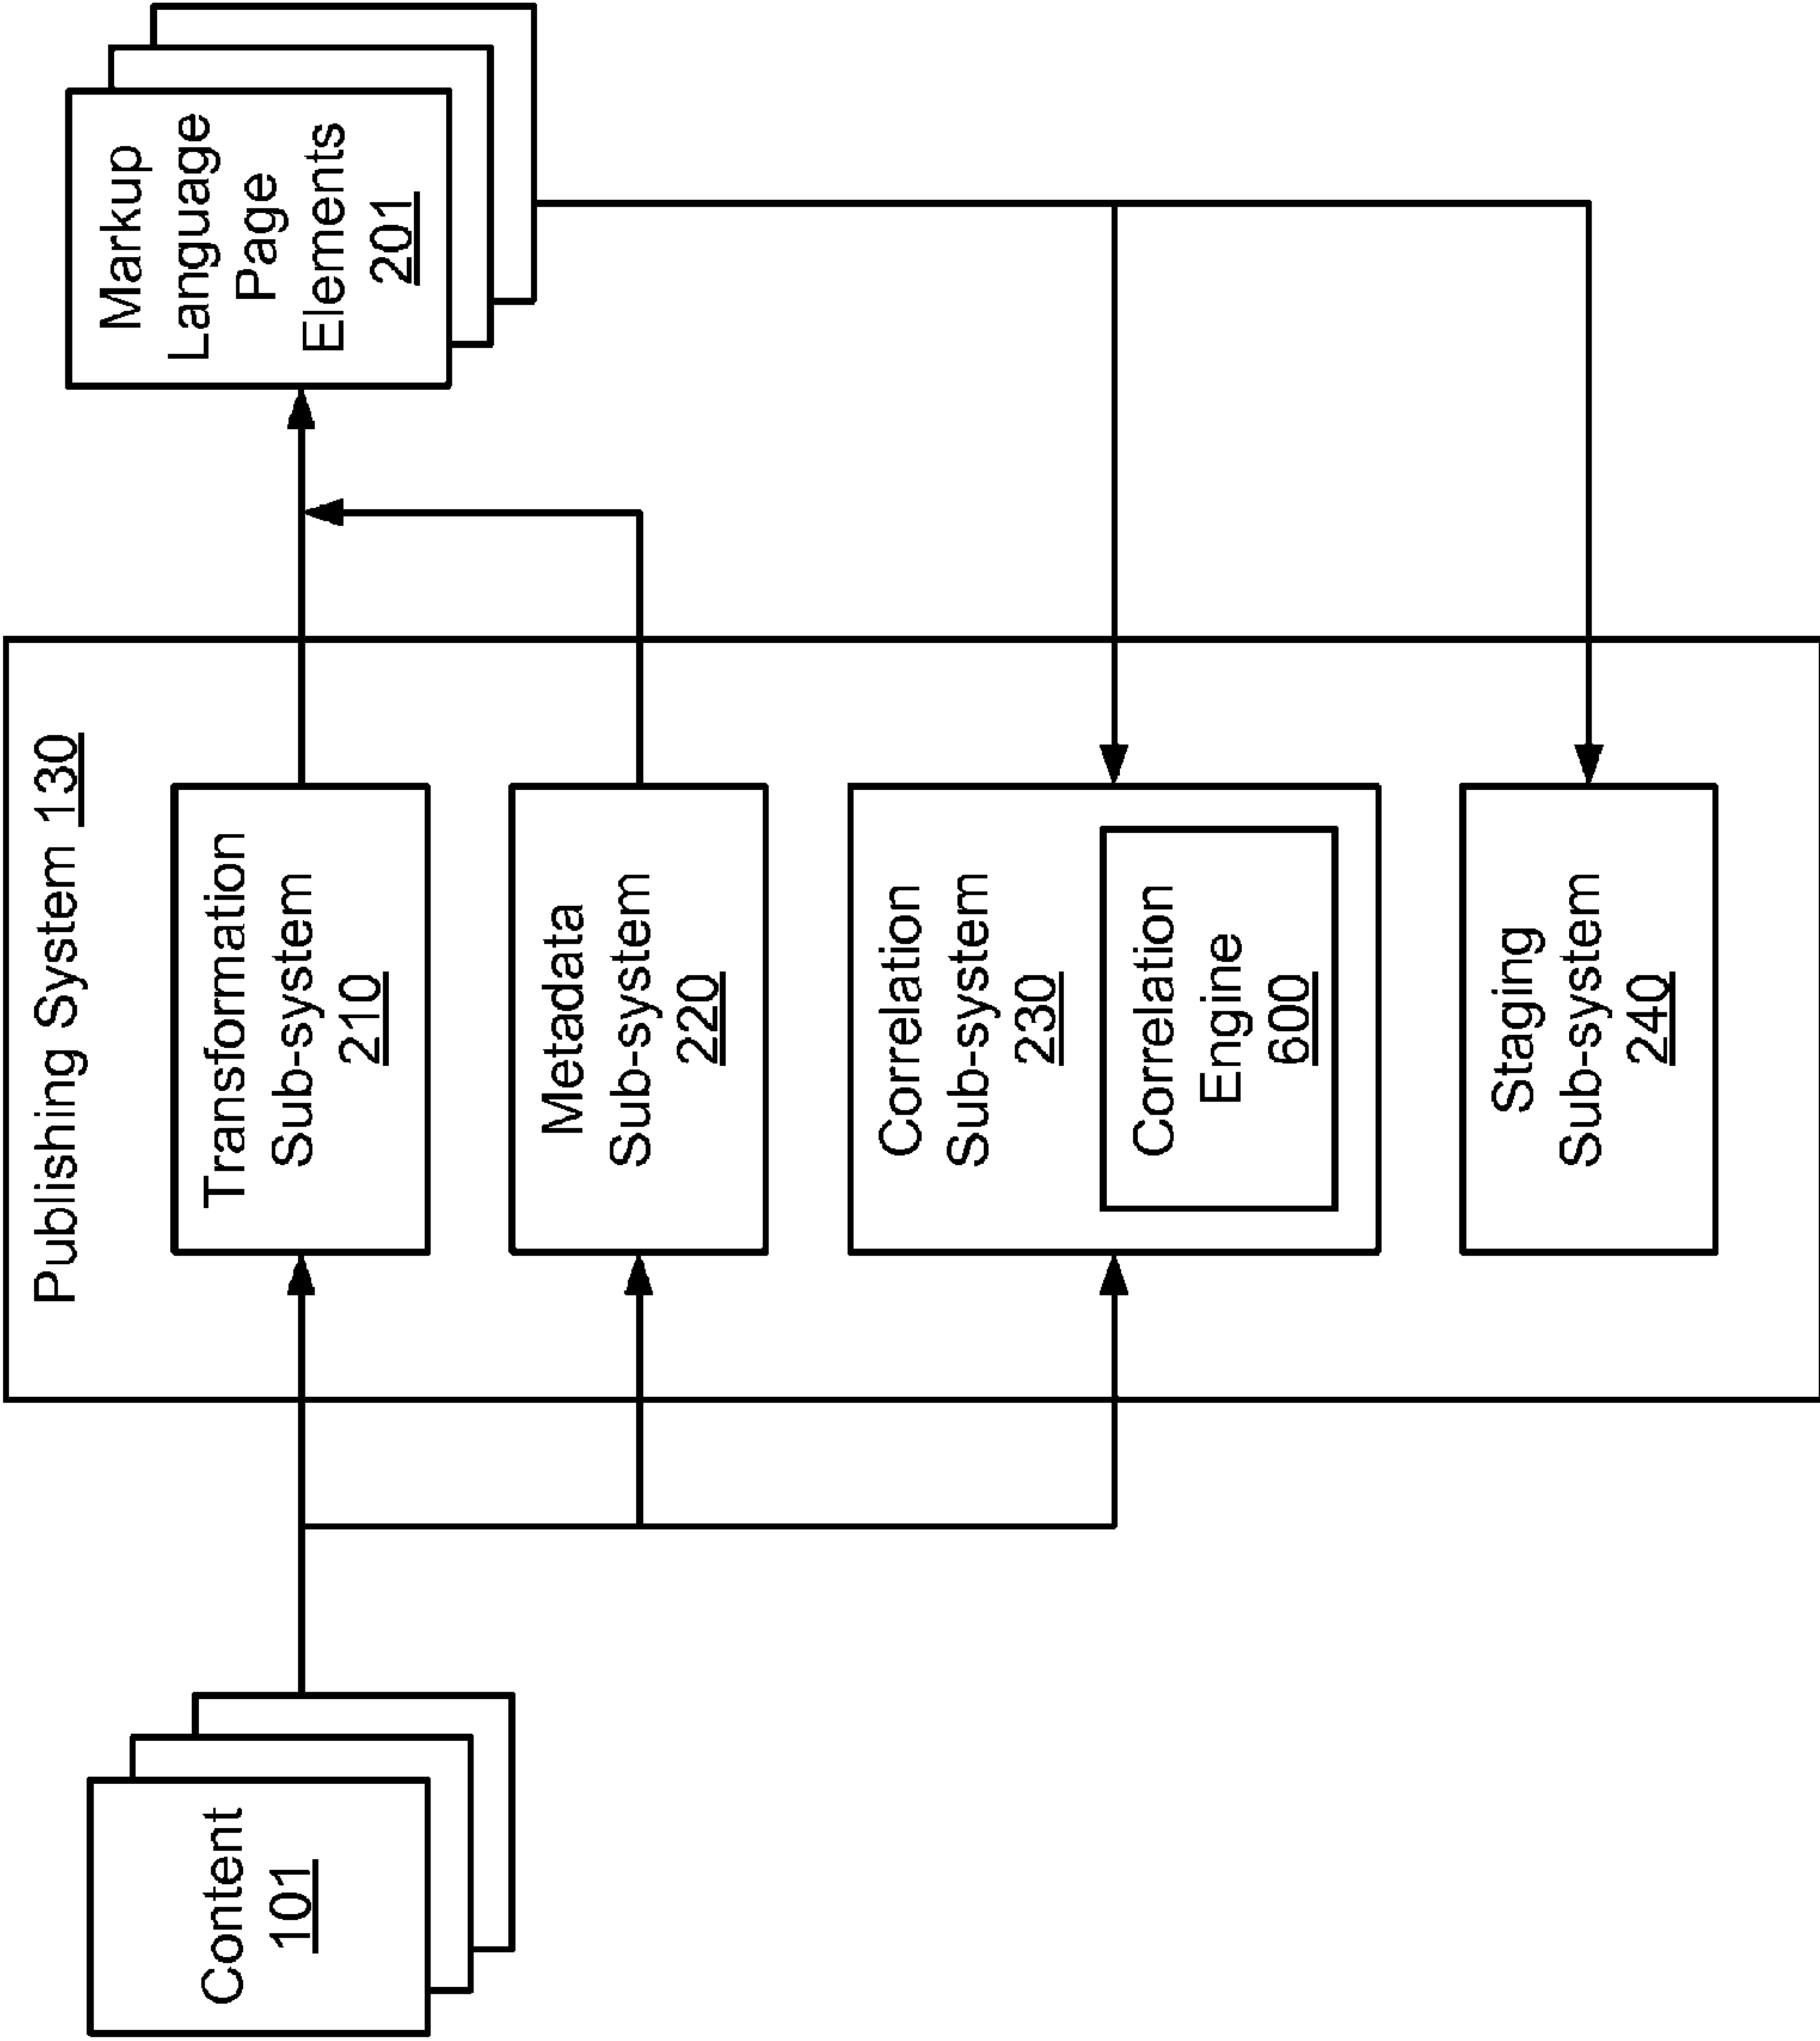 Content
101
Publishing System 130
Transformation
Sub-system
210
Metadata
Sub-system
220
Correlation
Sub-system
230
Correlation
Engine
600
Staging
Sub-system
240
Markup
Language
Page
Elements
201